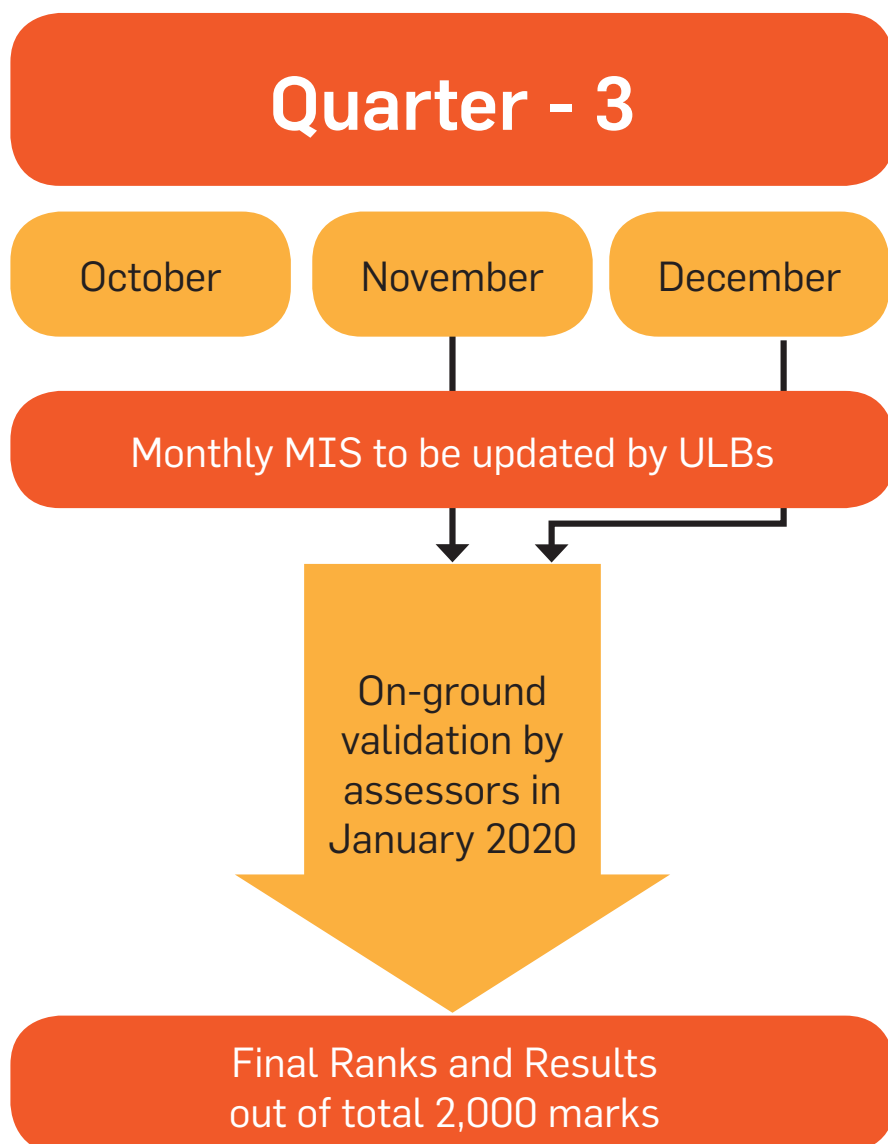 Quarter - 3
October
November
December
Monthly MIS to be updated by ULBs
On-ground
validation by
assessors in
January 2020
Final Ranks and Results
out of total 2,000 marks